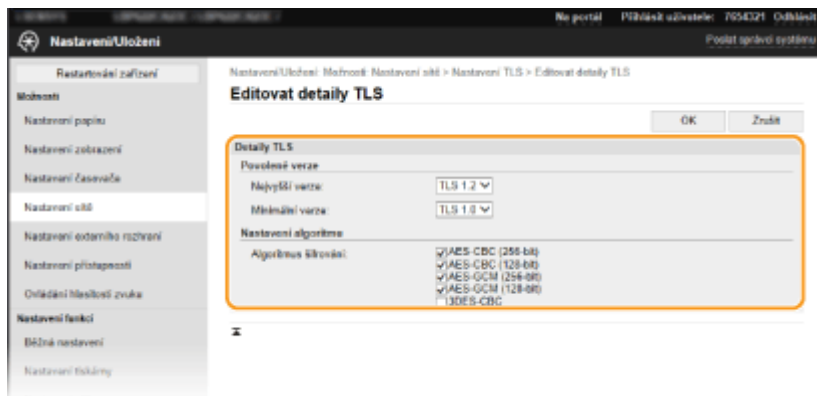 Na portál Přihlásit uživatele: 7654321 Odhlásit
Nastavení/Uložení
Poslat správci systému
Restartování zařízení
Nastavení/Uložení: Možnosti: Nastavení sítě > Nastavení TLS > Editovat detaily TLS
Editovat detaily TLS
OK Zrušit
Možnosti
Nastavení papíru
Nastavení zobrazení
Nastavení časovače
Nastavení sítě
Nastavení externího rozhraní
Nastavení přístupnosti
Ovládání hlasitosti zvuku
Nastavení funkcí
Běžná nastavení
Nastavení tiskárny
Detaily TLS
Povolené verze
Nejvyšší verze: TLS 1.2
Minimální verze: TLS 1.0
Nastavení algoritmu
Algoritmus šifrování: AES-CBC (256-bit)
AES-CBC (128-bit)
AES-GCM (256-bit)
AES-GCM (128-bit)
3DES-CBC